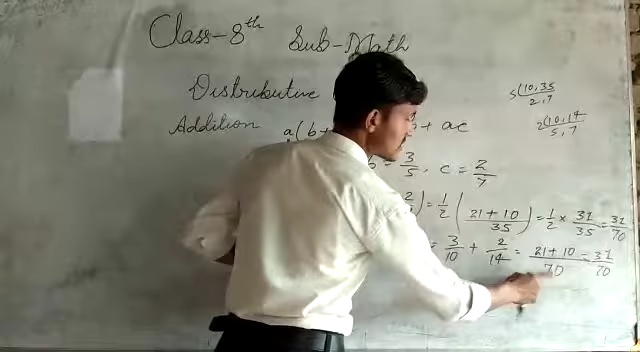 Class-8th Sub-Math
Distributive
Addition a(b+ + ac
5|10,35
2,7
2|10,14
5,7
= 3/5, c = 2/7
2 ) = 1/2 ( 21+10 / 35 ) = 1/2 × 31/35 = 31/70
= 3/10 + 2/14 = 21+10 / 70 = 31/70